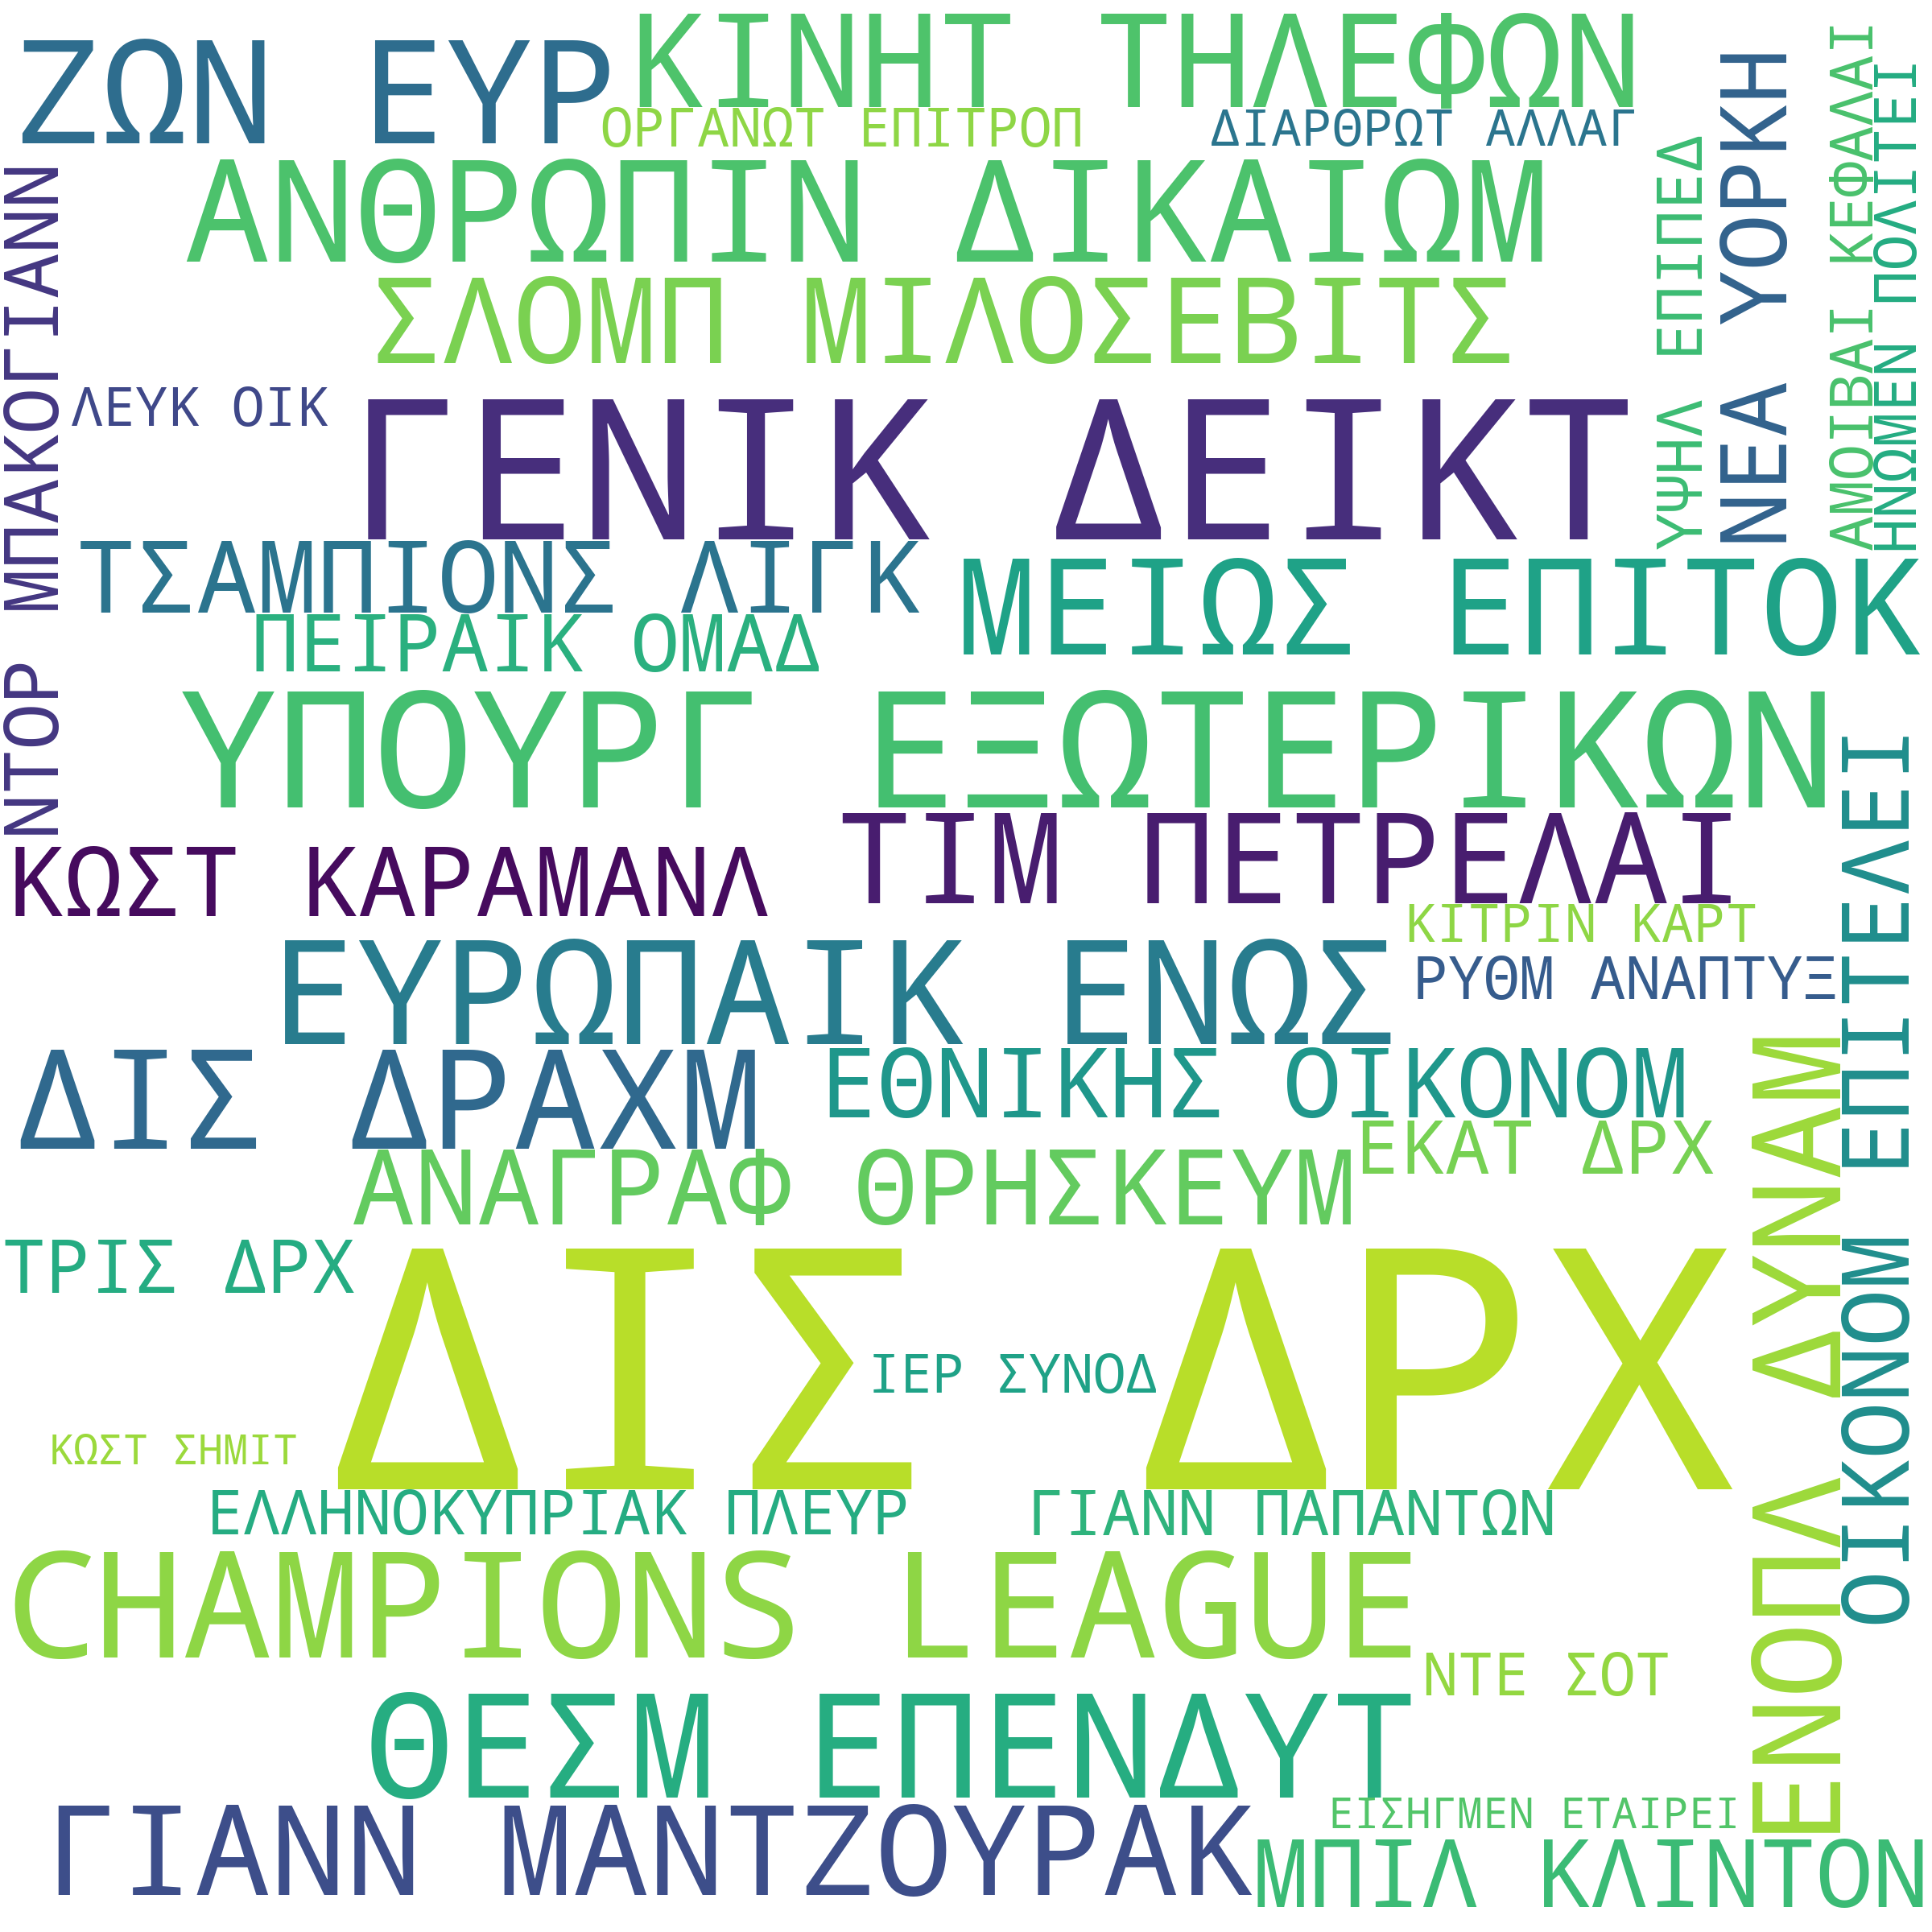 ΖΩΝ ΕΥΡ
ΚΙΝΗΤ ΤΗΛΕΦΩΝ
ΟΡΓΑΝΩΤ ΕΠΙΤΡΟΠ
ΔΙΑΡΘΡΩΤ ΑΛΛΑΓ
ΑΝΘΡΩΠΙΝ ΔΙΚΑΙΩΜ
ΣΛΟΜΠ ΜΙΛΟΣΕΒΙΤΣ
ΥΨΗΛ ΕΠΙΠΕΔ
ΝΕΑ ΥΟΡΚΗ
ΑΜΟΙΒΑΙ ΚΕΦΑΛΑΙ
ΗΝΩΜΕΝ ΠΟΛΙΤΕΙ
ΝΤΟΡ ΜΠΑΚΟΓΙΑΝΝ
ΛΕΥΚ ΟΙΚ
ΓΕΝΙΚ ΔΕΙΚΤ
ΤΣΑΜΠΙΟΝΣ ΛΙΓΚ
ΜΕΙΩΣ ΕΠΙΤΟΚ
ΠΕΙΡΑΙΚ ΟΜΑΔ
ΥΠΟΥΡΓ ΕΞΩΤΕΡΙΚΩΝ
ΤΙΜ ΠΕΤΡΕΛΑΙ
ΚΩΣΤ ΚΑΡΑΜΑΝΛ
ΚΙΤΡΙΝ ΚΑΡΤ
ΕΥΡΩΠΑΙΚ ΕΝΩΣ
ΡΥΘΜ ΑΝΑΠΤΥΞ
ΔΙΣ ΔΡΑΧΜ
ΕΘΝΙΚΗΣ ΟΙΚΟΝΟΜ
ΕΚΑΤ ΔΡΧ
ΑΝΑΓΡΑΦ ΘΡΗΣΚΕΥΜ
ΤΡΙΣ ΔΡΧ
ΔΙΣ ΔΡΧ
ΙΕΡ ΣΥΝΟΔ
ΚΩΣΤ ΣΗΜΙΤ
ΕΛΛΗΝΟΚΥΠΡΙΑΚ ΠΛΕΥΡ
ΓΙΑΝΝ ΠΑΠΑΝΤΩΝ
ΕΝΟΠΛ ΔΥΝΑΜ
ΟΙΚΟΝΟΜ ΕΠΙΤΕΛΕΙ
CHAMPIONS LEAGUE
ΝΤΕ ΣΟΤ
ΘΕΣΜ ΕΠΕΝΔΥΤ
ΓΙΑΝΝ ΜΑΝΤΖΟΥΡΑΚ
ΕΙΣΗΓΜΕΝ ΕΤΑΙΡΕΙ
ΜΠΙΛ ΚΛΙΝΤΟΝ